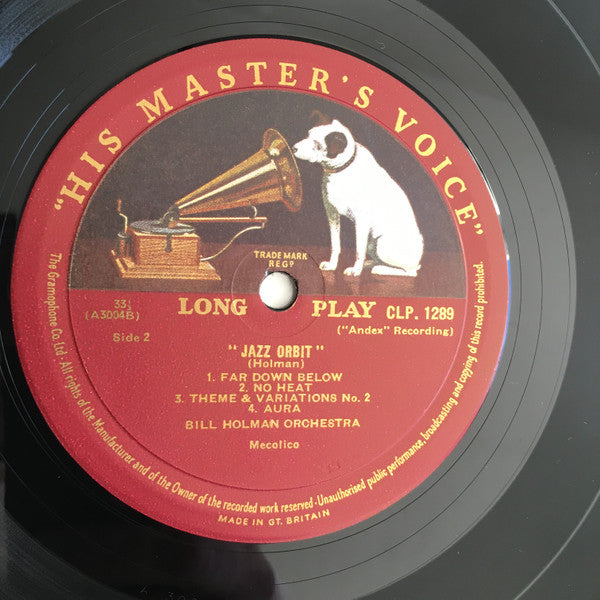 "HIS MASTER'S VOICE"
TRADE MARK
REGD
33⅓
(A3004B)
LONG PLAY CLP. 1289
("Andex" Recording)
Side 2
"JAZZ ORBIT"
(Holman)
1. FAR DOWN BELOW
2. NO HEAT
3. THEME & VARIATIONS No. 2
4. AURA
BILL HOLMAN ORCHESTRA
Mecolico
The Gramophone Co. Ltd · All rights of the Manufacturer and of the Owner of the recorded work reserved · Unauthorised public performance, broadcasting and copying of this record prohibited.
MADE IN GT. BRITAIN